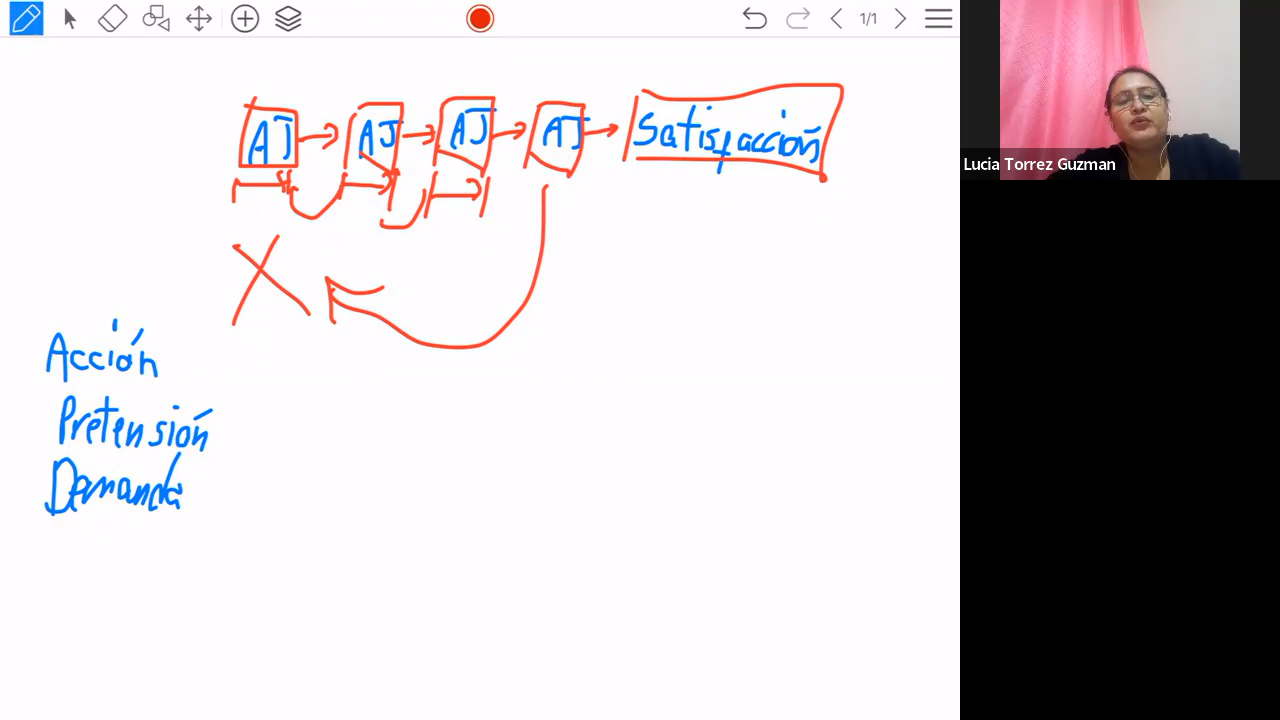 1/1
AJ AJ AJ AJ Satisfacción
Lucia Torrez Guzman
Acción
Pretensión
Demanda